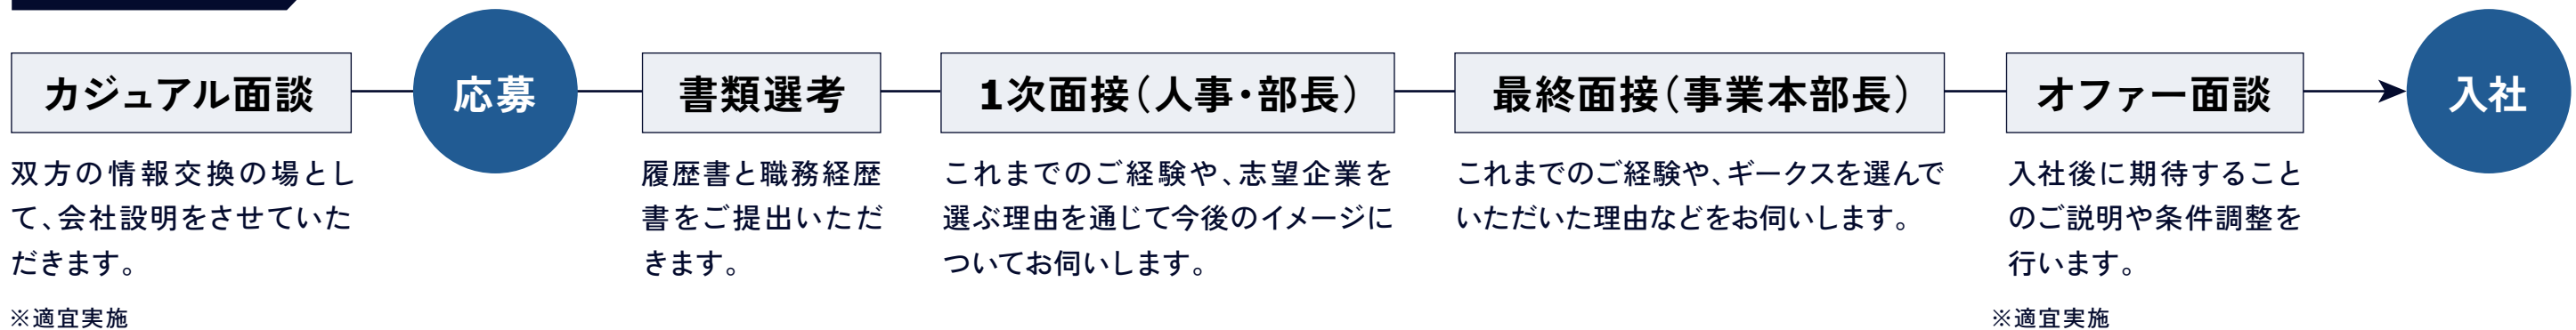 カジュアル面談
双方の情報交換の場とし
て、会社説明をさせていた
だきます。
※適宜実施
応募
書類選考
履歴書と職務経歴
書をご提出いただ
きます。
1次面接（人事・部長）
これまでのご経験や、志望企業を
選ぶ理由を通じて今後のイメージに
ついてお伺いします。
最終面接（事業本部長）
これまでのご経験や、ギークスを選んで
いただいた理由などをお伺いします。
オファー面談
入社後に期待すること
のご説明や条件調整を
行います。
※適宜実施
入社